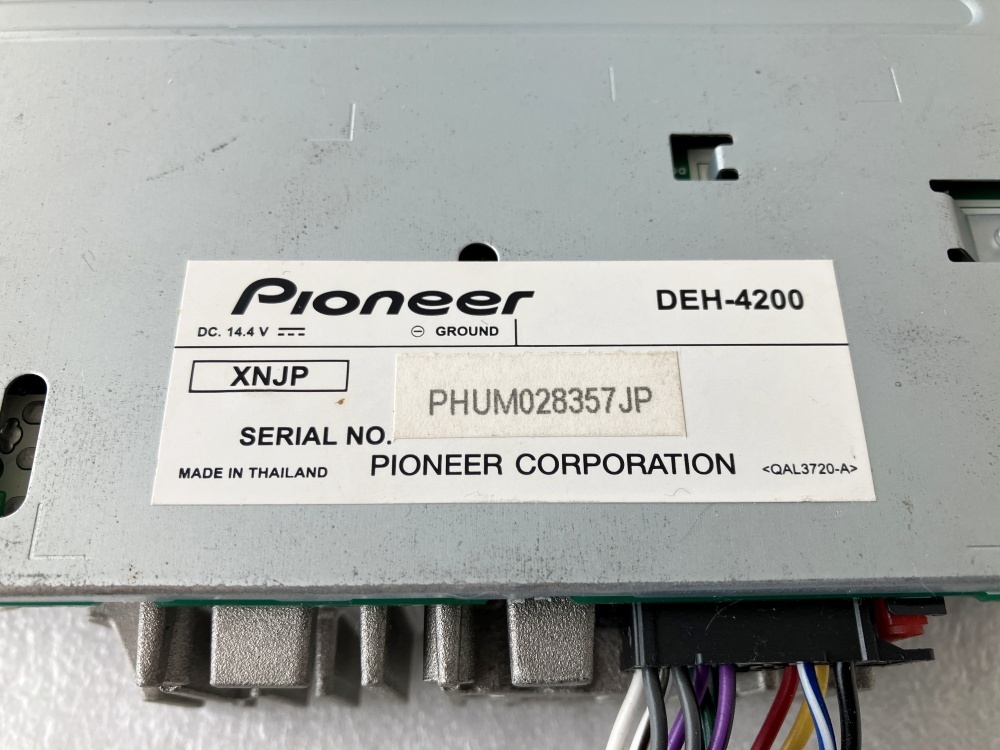 Pioneer DEH-4200
DC. 14.4 V ⎓ ⊖ GROUND
XNJP
PHUM028357JP
SERIAL NO.
MADE IN THAILAND PIONEER CORPORATION <QAL3720-A>